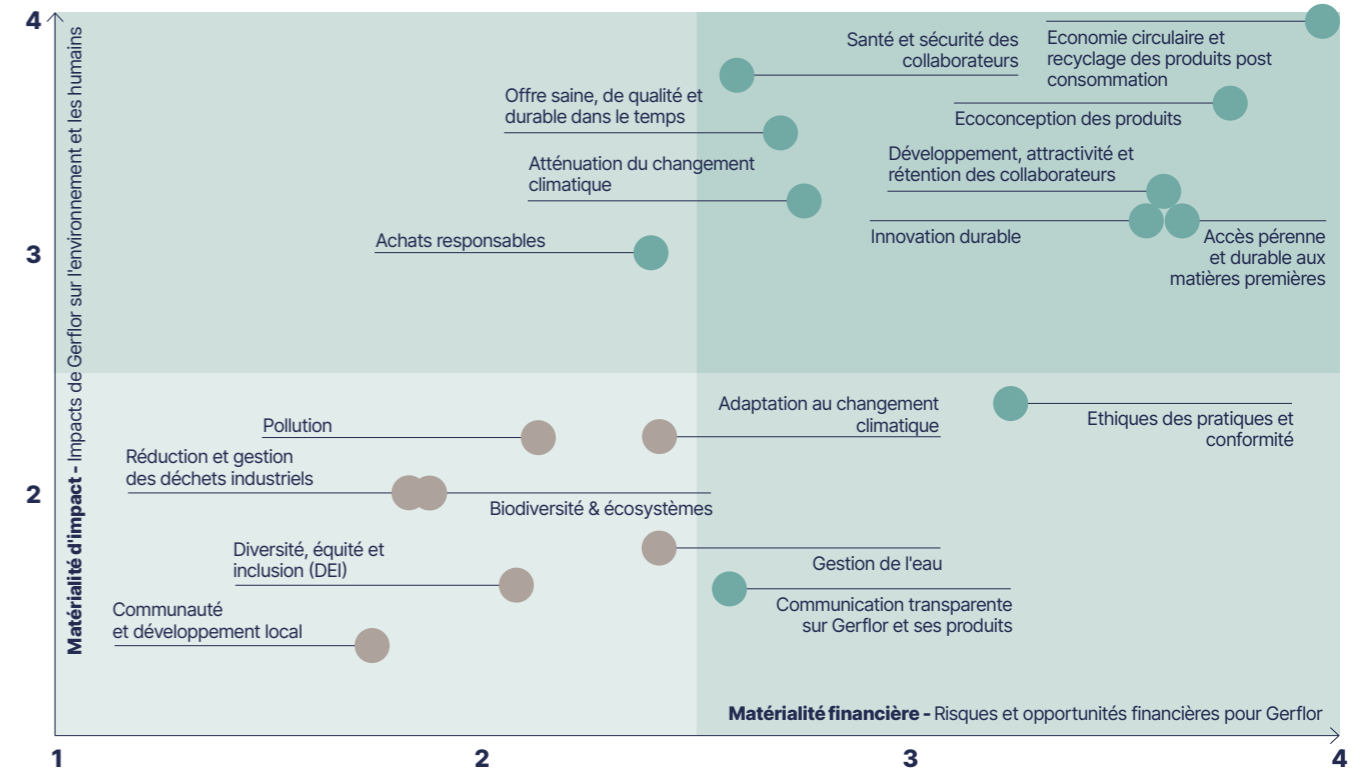 4
3
2
Matérialité d'impact - Impacts de Gerflor sur l'environnement et les humains
Santé et sécurité des
collaborateurs
Economie circulaire et
recyclage des produits post
consommation
Offre saine, de qualité et
durable dans le temps
Ecoconception des produits
Atténuation du changement
climatique
Développement, attractivité et
rétention des collaborateurs
Achats responsables
Innovation durable
Accès pérenne
et durable aux
matières premières
Pollution
Adaptation au changement
climatique
Ethiques des pratiques et
conformité
Réduction et gestion
des déchets industriels
Biodiversité & écosystèmes
Diversité, équité et
inclusion (DEI)
Gestion de l'eau
Communauté
et développement local
Communication transparente
sur Gerflor et ses produits
Matérialité financière - Risques et opportunités financières pour Gerflor
1
2
3
4